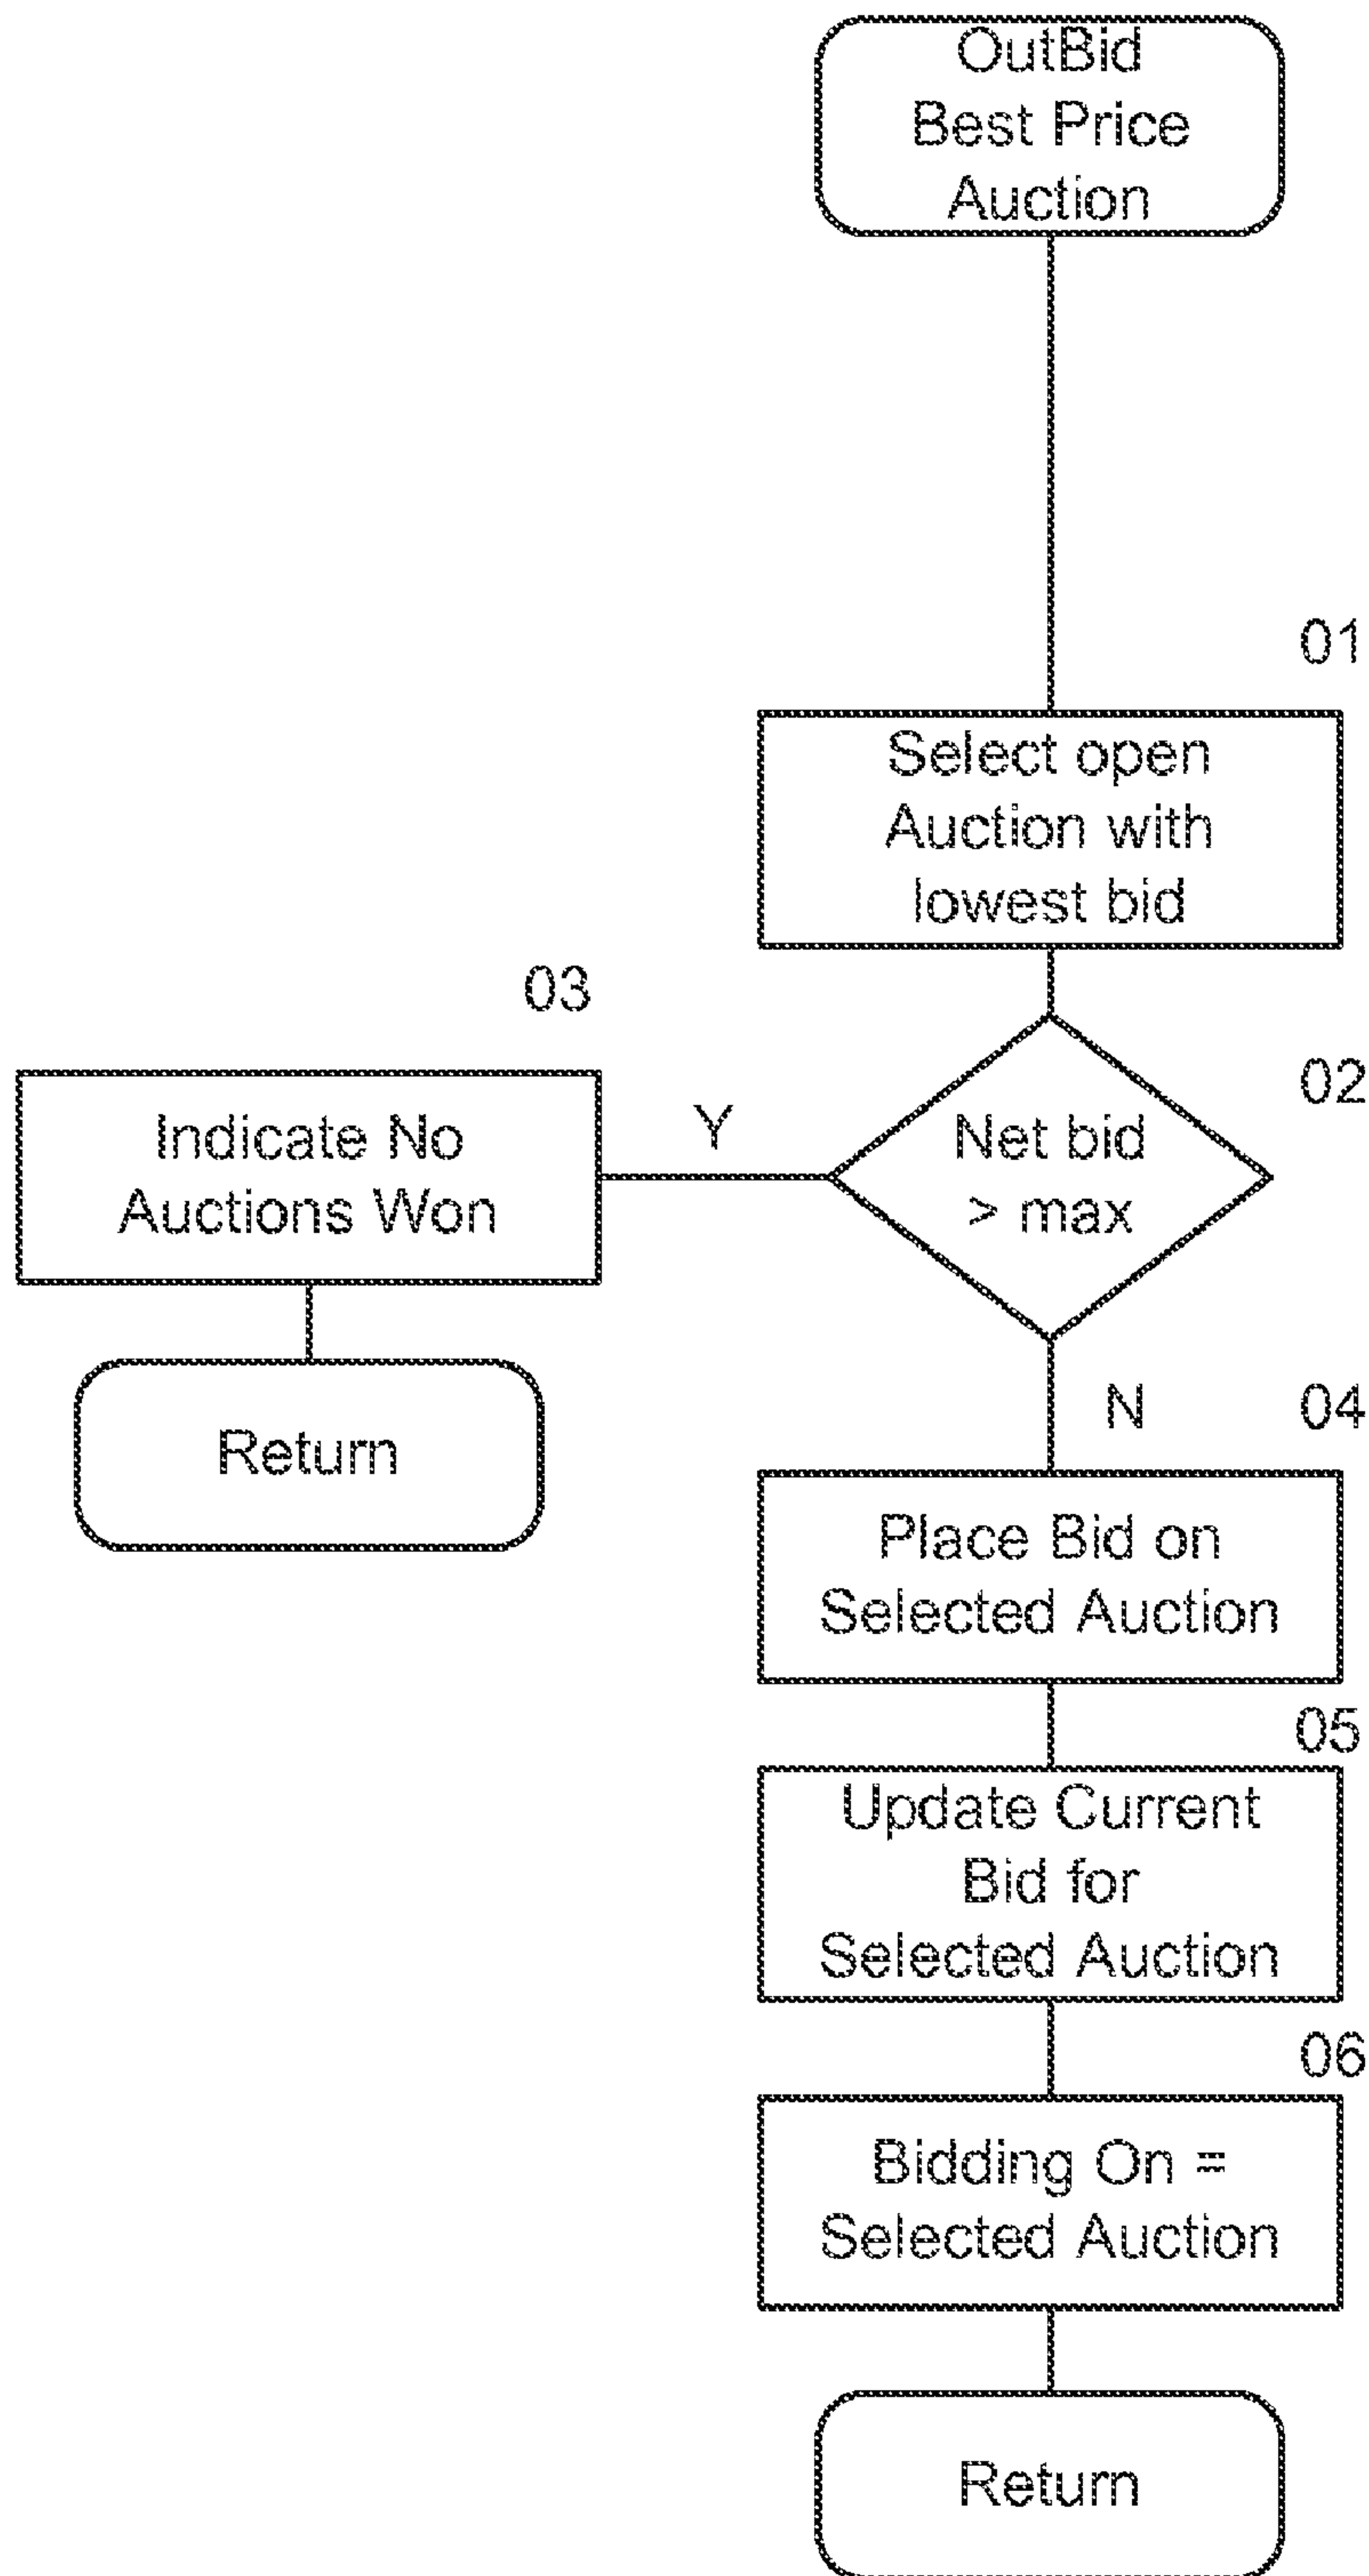 OutBid
Best Price
Auction
01
Select open
Auction with
lowest bid
03
02
Indicate No
Auctions Won
Y
Net bid
> max
Return
N
04
Place Bid on
Selected Auction
05
Update Current
Bid for
Selected Auction
06
Bidding On =
Selected Auction
Return